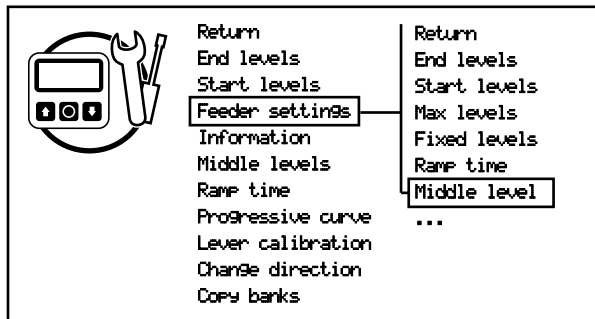 Return
End levels
Start levels
Feeder settings
Information
Middle levels
Ramp time
Progressive curve
Lever calibration
Change direction
Copy banks
Return
End levels
Start levels
Max levels
Fixed levels
Ramp time
Middle level
...